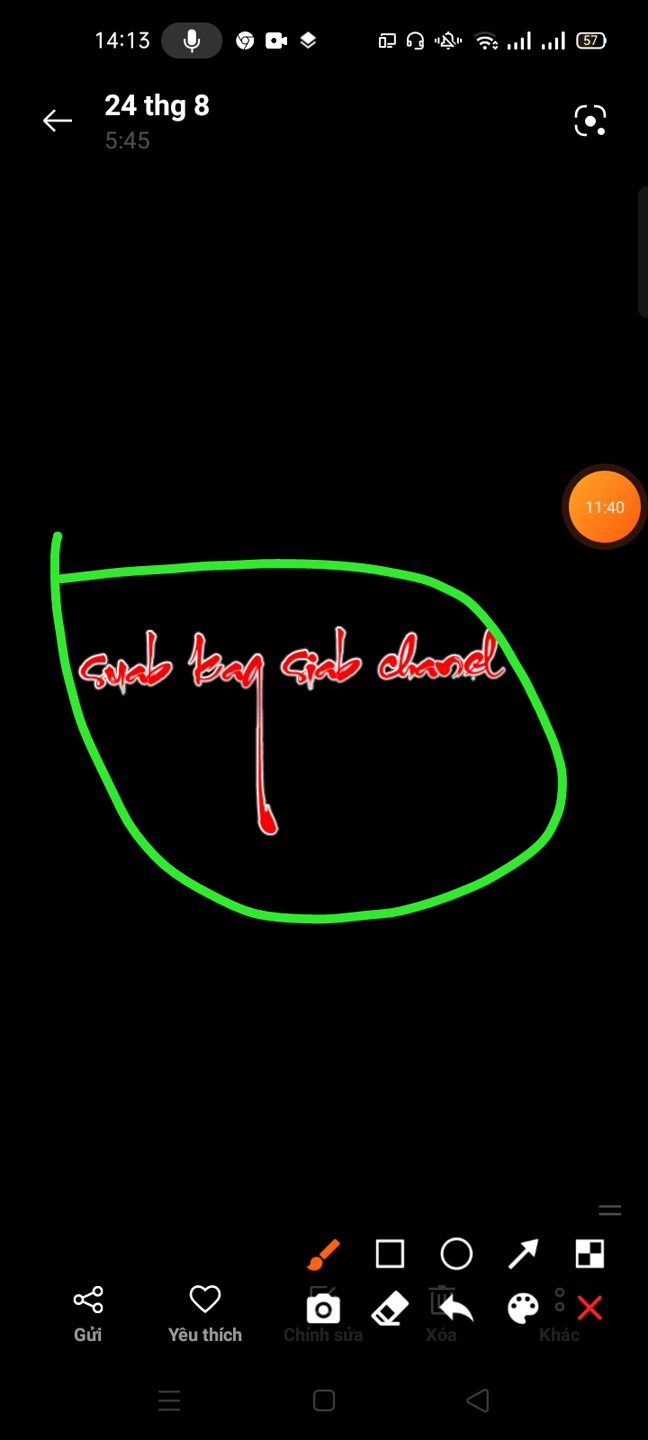 14:13
57
24 thg 8
5:45
11:40
suab kaq siab chanel
Gửi
Yêu thích
Chỉnh sửa
Xóa
Khác